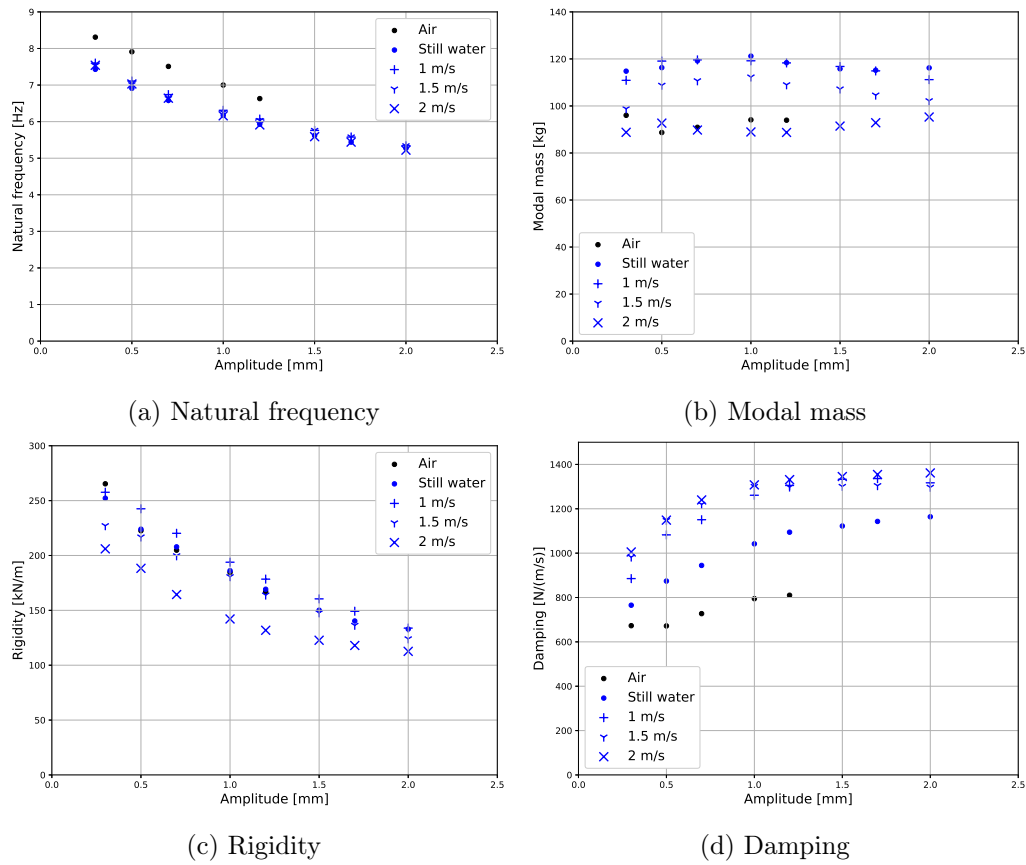 9
8
7
6
5
4
3
2
1
0
Natural frequency [Hz]
0.0 0.5 1.0 1.5 2.0 2.5
Amplitude [mm]
Air
Still water
1 m/s
1.5 m/s
2 m/s
(a) Natural frequency
140
120
100
80
60
40
20
0
Modal mass [kg]
0.0 0.5 1.0 1.5 2.0 2.5
Amplitude [mm]
Air
Still water
1 m/s
1.5 m/s
2 m/s
(b) Modal mass
300
250
200
150
100
50
0
Rigidity [kN/m]
0.0 0.5 1.0 1.5 2.0 2.5
Amplitude [mm]
Air
Still water
1 m/s
1.5 m/s
2 m/s
(c) Rigidity
1400
1200
1000
800
600
400
200
0
Damping [N/(m/s)]
0.0 0.5 1.0 1.5 2.0 2.5
Amplitude [mm]
Air
Still water
1 m/s
1.5 m/s
2 m/s
(d) Damping